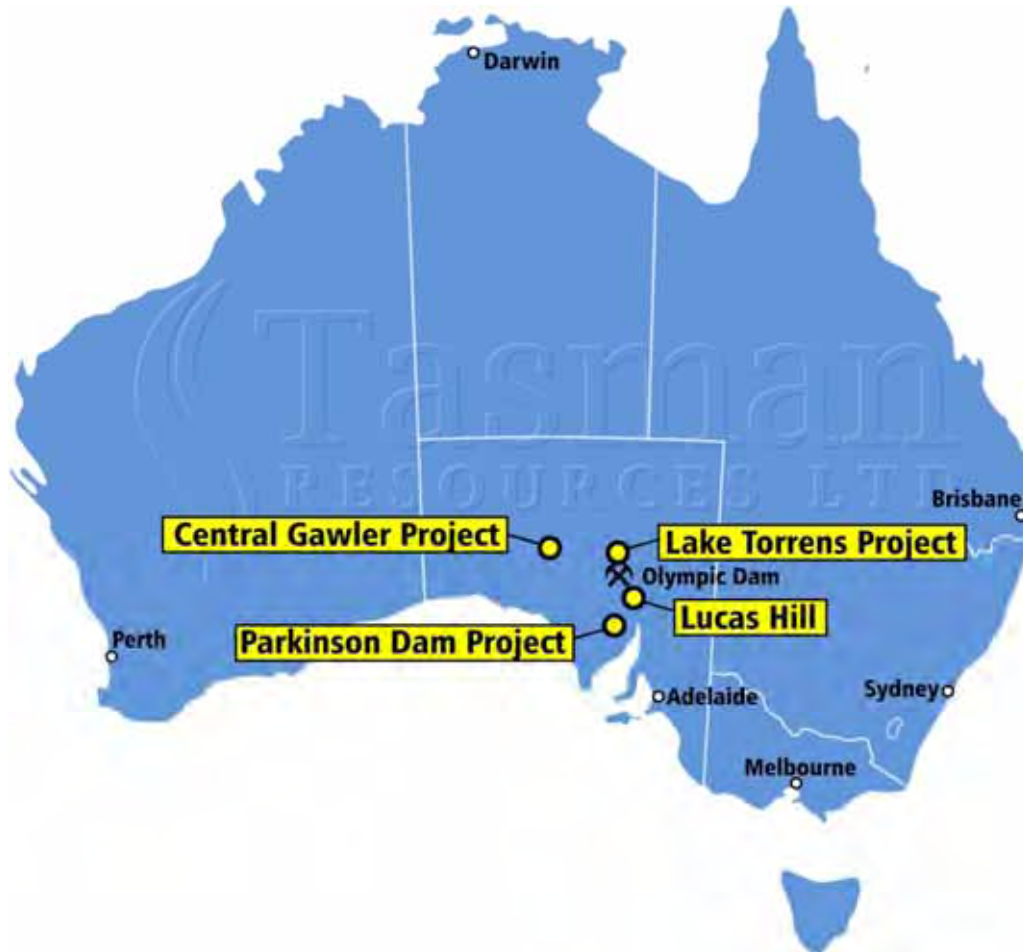 Darwin
Tasman
RESOURCES LTD
Brisbane
Central Gawler Project
Lake Torrens Project
Olympic Dam
Lucas Hill
Parkinson Dam Project
Perth
Adelaide
Sydney
Melbourne